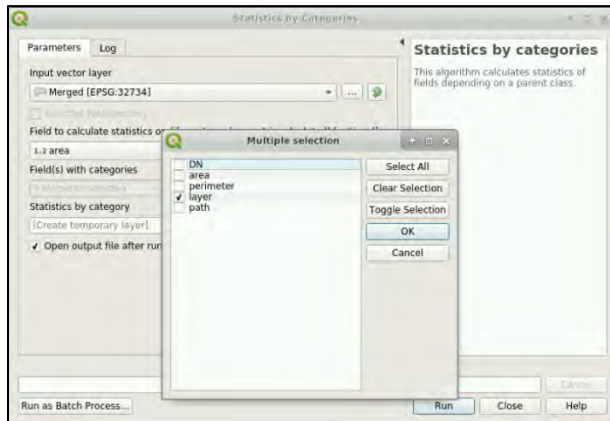 Statistics by Categories
Parameters
Log
Input vector layer
Merged [EPSG:32734]
...
Field to calculate statistics on
1.2 area
Field(s) with categories
Statistics by category
[Create temporary layer]
Open output file after run
Run as Batch Process...
Statistics by categories
This algorithm calculates statistics of
fields depending on a parent class.
Multiple selection
DN
area
perimeter
layer
path
Select All
Clear Selection
Toggle Selection
OK
Cancel
Cancel
Run
Close
Help